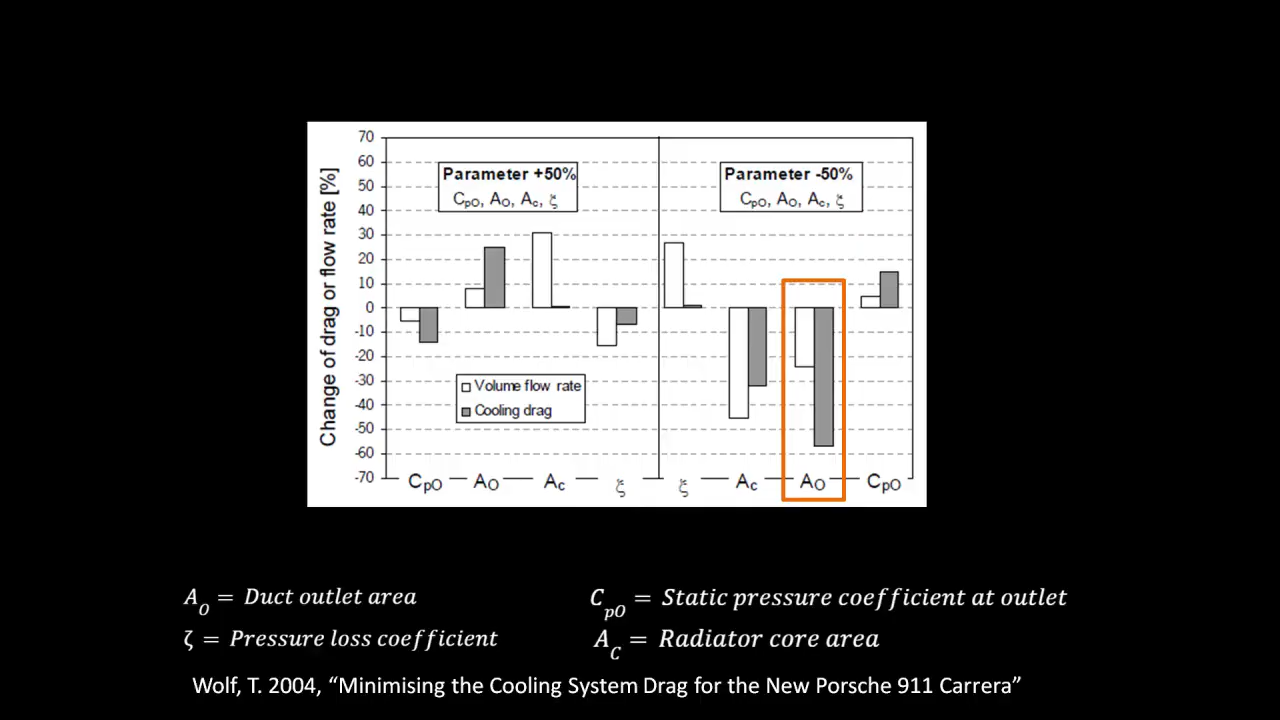 70
60
50
40
30
20
10
0
-10
-20
-30
-40
-50
-60
-70
Change of drag or flow rate [%]
Parameter +50%
CpO, AO, Ac, ξ
Parameter -50%
CpO, AO, Ac, ξ
Volume flow rate
Cooling drag
CpO AO Ac ξ ξ Ac AO CpO
A_O = Duct outlet area
C_pO = Static pressure coefficient at outlet
ζ = Pressure loss coefficient
A_C = Radiator core area
Wolf, T. 2004, “Minimising the Cooling System Drag for the New Porsche 911 Carrera”